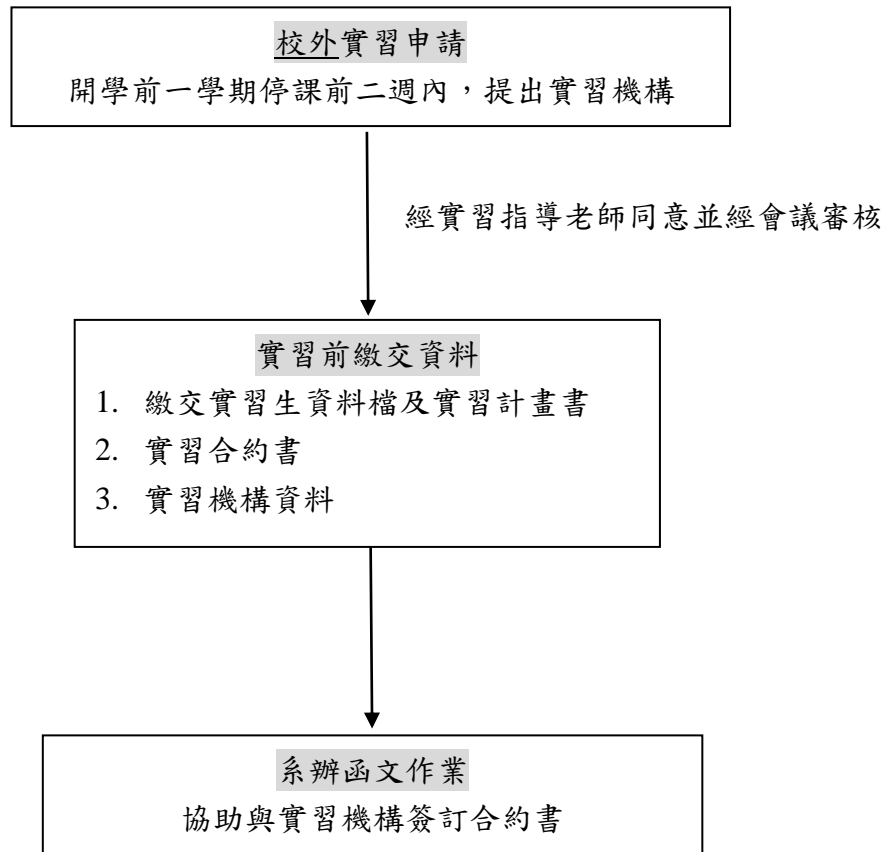 校外實習申請
開學前一學期停課前二週內，提出實習機構
經實習指導老師同意並經會議審核
實習前繳交資料
1. 繳交實習生資料檔及實習計畫書
2. 實習合約書
3. 實習機構資料
系辦函文作業
協助與實習機構簽訂合約書